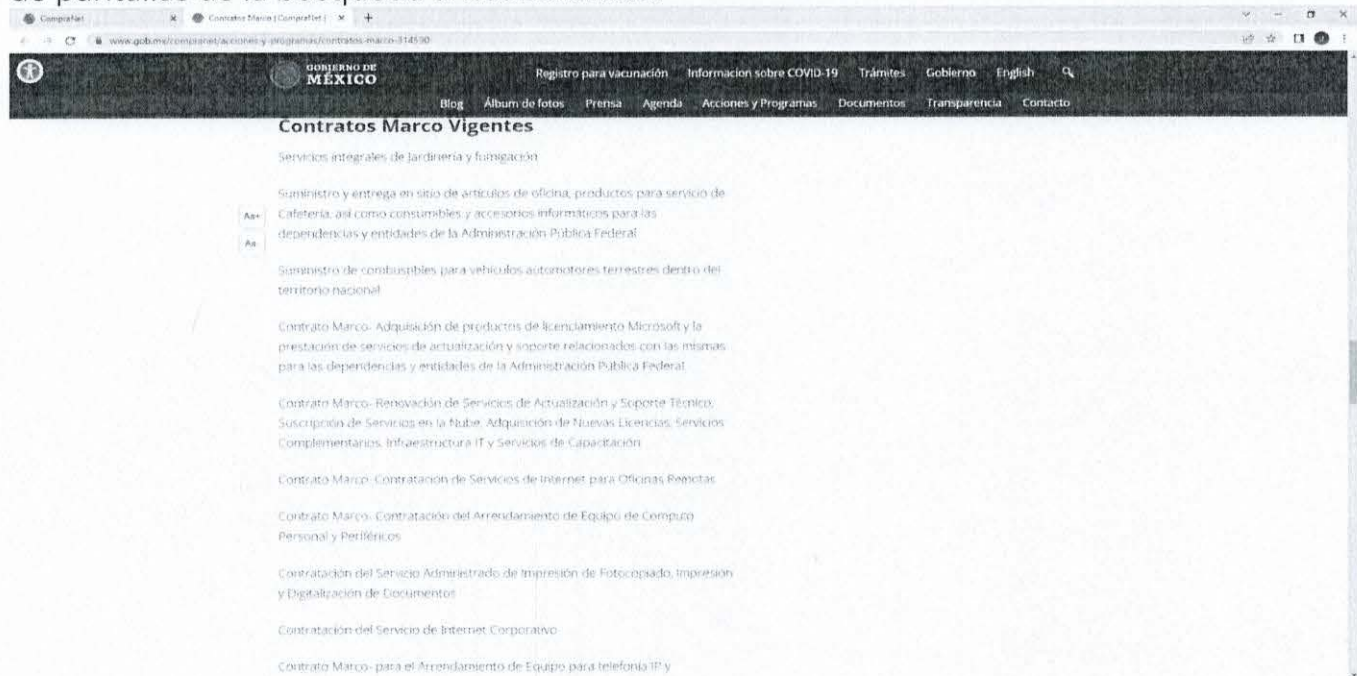 CompraNet
Contratos Marco | CompraNet |
www.gob.mx/compranet/acciones-y-programas/contratos-marco-314590
GOBIERNO DE
MÉXICO
Registro para vacunación Informacion sobre COVID-19 Trámites Gobierno English
Blog Álbum de fotos Prensa Agenda Acciones y Programas Documentos Transparencia Contacto
Contratos Marco Vigentes
Servicios integrales de Jardinería y fumigación
Suministro y entrega en sitio de artículos de oficina, productos para servicio de
Cafetería, así como consumibles y accesorios informáticos para las
dependencias y entidades de la Administración Pública Federal
Aa+
Aa
Suministro de combustibles para vehículos automotores terrestres dentro del
territorio nacional
Contrato Marco- Adquisición de productos de licenciamiento Microsoft y la
prestación de servicios de actualización y soporte relacionados con las mismas
para las dependencias y entidades de la Administración Pública Federal
Contrato Marco- Renovación de Servicios de Actualización y Soporte Técnico,
Suscripción de Servicios en la Nube, Adquisición de Nuevas Licencias, Servicios
Complementarios, Infraestructura IT y Servicios de Capacitación
Contrato Marco- Contratación de Servicios de Internet para Oficinas Remotas
Contrato Marco- Contratación del Arrendamiento de Equipo de Computo
Personal y Periféricos
Contratación del Servicio Administrado de Impresión de Fotocopiado, Impresión
y Digitalización de Documentos
Contratación del Servicio de Internet Corporativo
Contrato Marco- para el Arrendamiento de Equipo para telefonía IP y